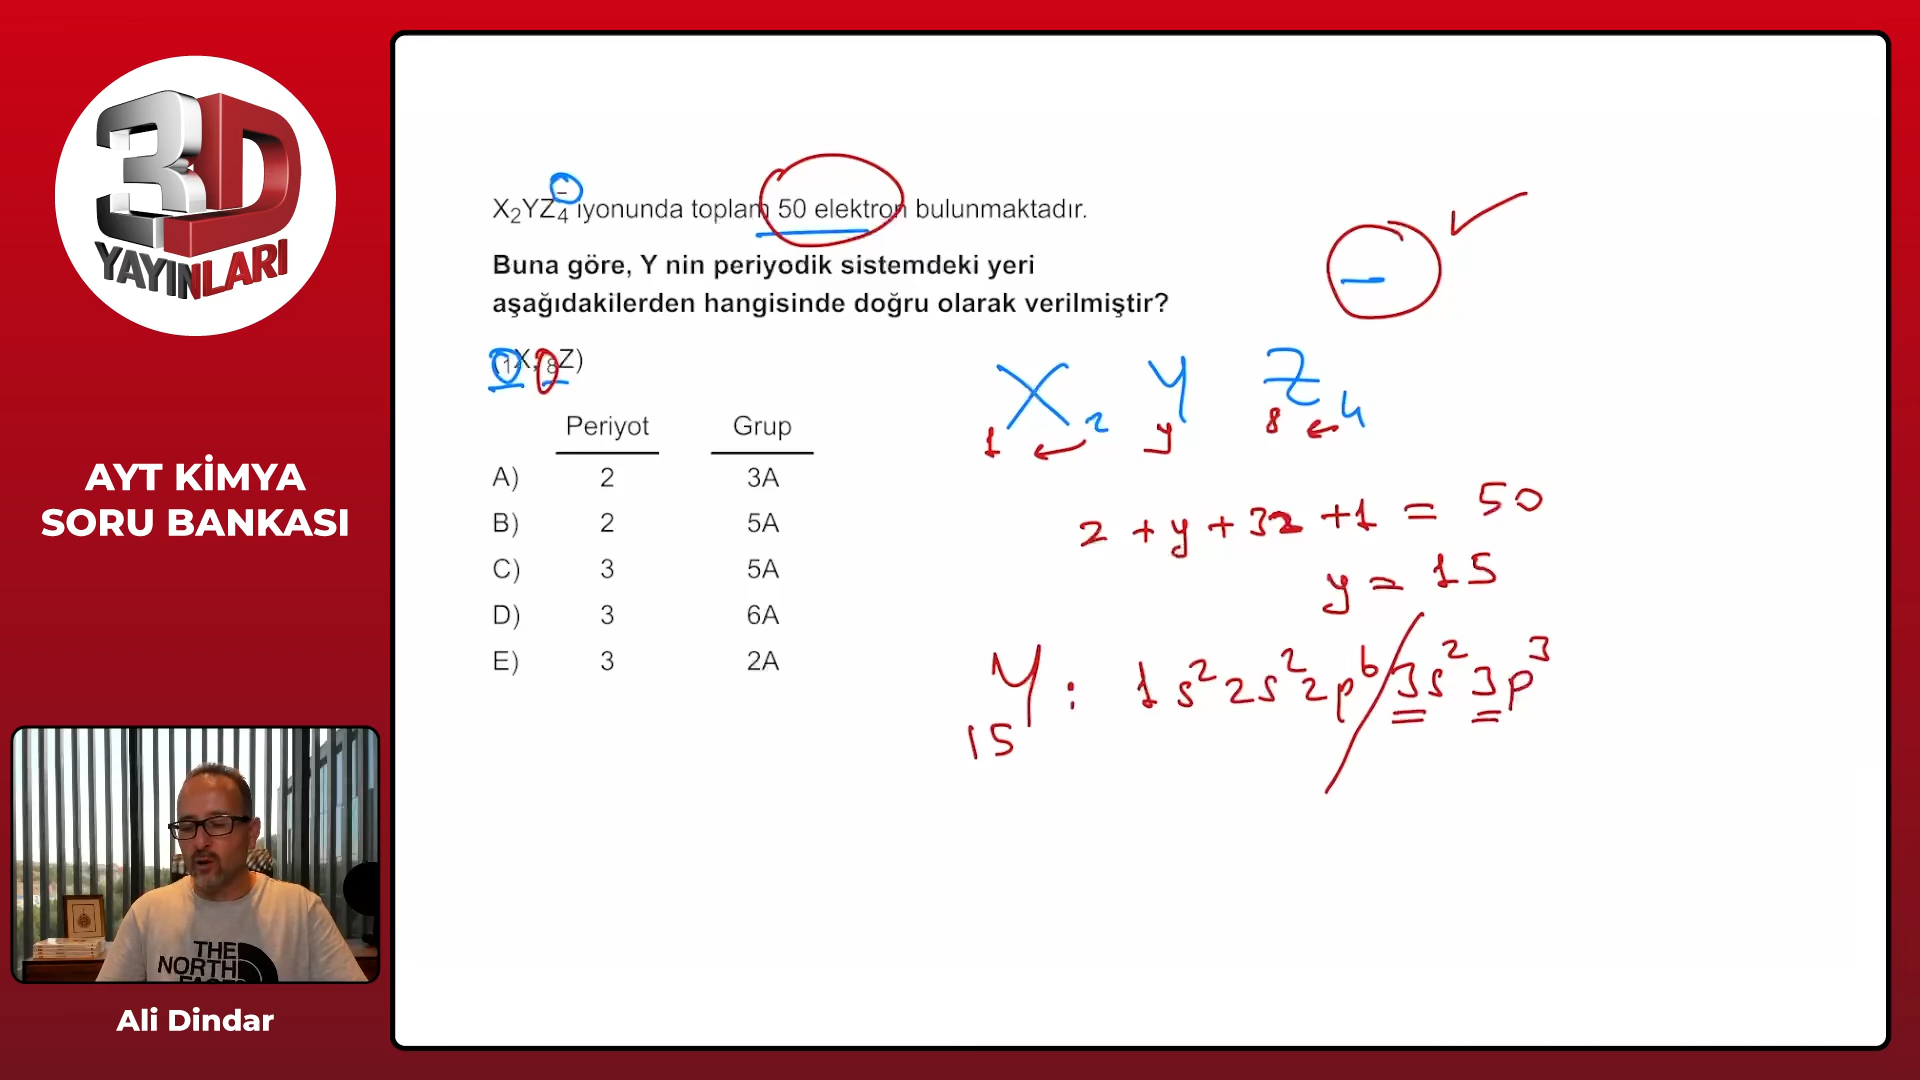 3D
YAYINLARI
AYT KİMYA
SORU BANKASI
X₂YZ₄⁻ iyonunda toplam 50 elektron bulunmaktadır.
Buna göre, Y nin periyodik sistemdeki yeri
aşağıdakilerden hangisinde doğru olarak verilmiştir?
(₁X, ₈Z)
Periyot Grup
A) 2 3A
B) 2 5A
C) 3 5A
D) 3 6A
E) 3 2A
−
X₂ Y Z₄
1 y 8
2 + y + 32 + 1 = 50
y = 15
₁₅Y : 1s² 2s² 2p⁶ / 3s² 3p³
THE
NORTH
FACE
Ali Dindar